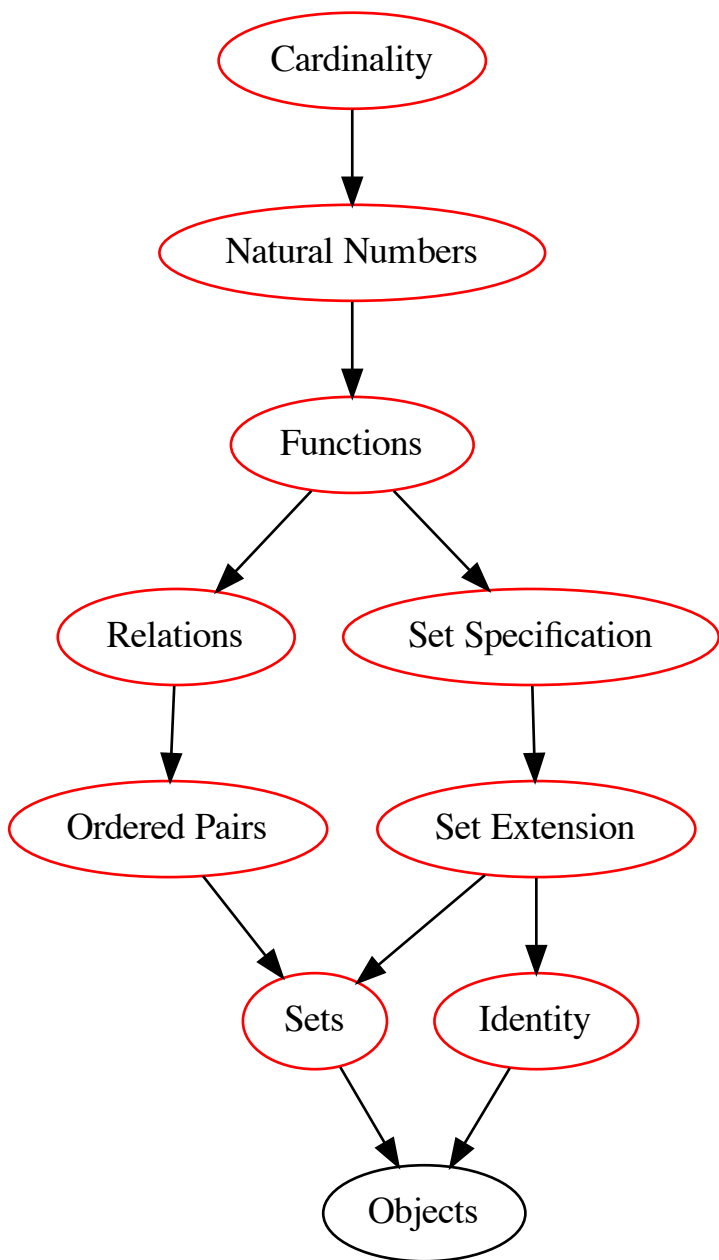 Cardinality
Natural Numbers
Functions
Relations
Set Specification
Ordered Pairs
Set Extension
Sets
Identity
Objects